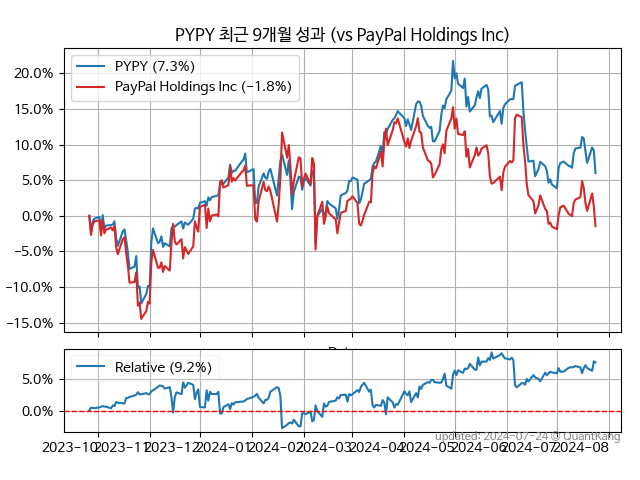 PYPY 최근 9개월 성과 (vs PayPal Holdings Inc)
PYPY (7.3%)
PayPal Holdings Inc (−1.8%)
20.0%
15.0%
10.0%
5.0%
0.0%
−5.0%
−10.0%
−15.0%
Relative (9.2%)
5.0%
0.0%
updated: 2024-07-24 @ QuantKang
2023-10 2023-11 2023-12 2024-01 2024-02 2024-03 2024-04 2024-05 2024-06 2024-07 2024-08